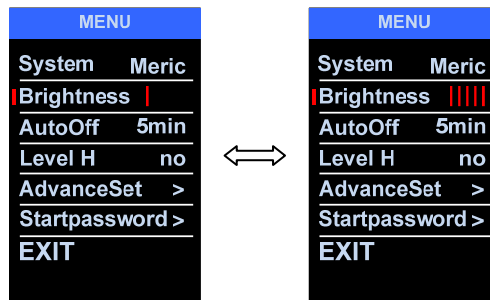 MENU
System Meric
Brightness |
AutoOff 5min
Level H no
AdvanceSet >
Startpassword >
EXIT
MENU
System Meric
Brightness |||||
AutoOff 5min
Level H no
AdvanceSet >
Startpassword >
EXIT